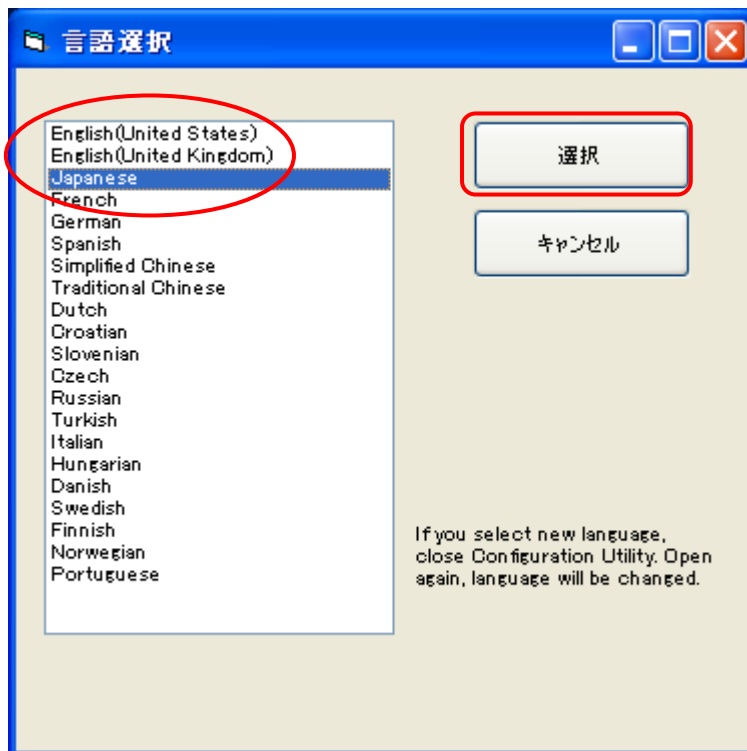 言語選択
English(United States)
English(United Kingdom)
Japanese
French
German
Spanish
Simplified Chinese
Traditional Chinese
Dutch
Croatian
Slovenian
Czech
Russian
Turkish
Italian
Hungarian
Danish
Swedish
Finnish
Norwegian
Portuguese
選択
キャンセル
If you select new language,
close Configuration Utility. Open
again, language will be changed.